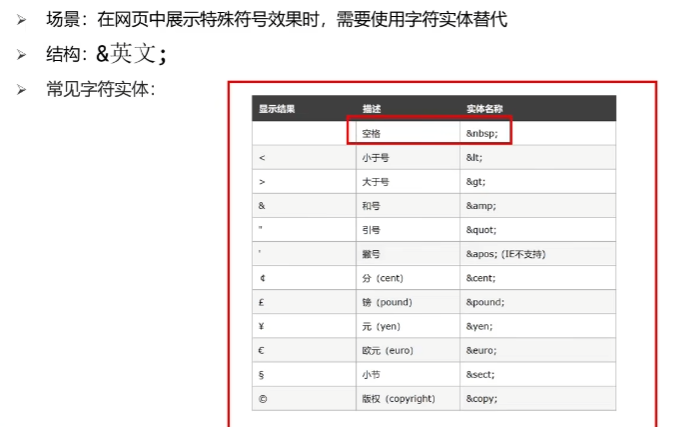 ➢ 场景：在网页中展示特殊符号效果时，需要使用字符实体替代
➢ 结构：&英文;
➢ 常见字符实体：
显示结果 描述 实体名称
空格 &nbsp;
< 小于号 &lt;
> 大于号 &gt;
& 和号 &amp;
" 引号 &quot;
' 撇号 &apos; (IE不支持)
¢ 分（cent） &cent;
£ 镑（pound） &pound;
¥ 元（yen） &yen;
€ 欧元（euro） &euro;
§ 小节 &sect;
© 版权（copyright） &copy;